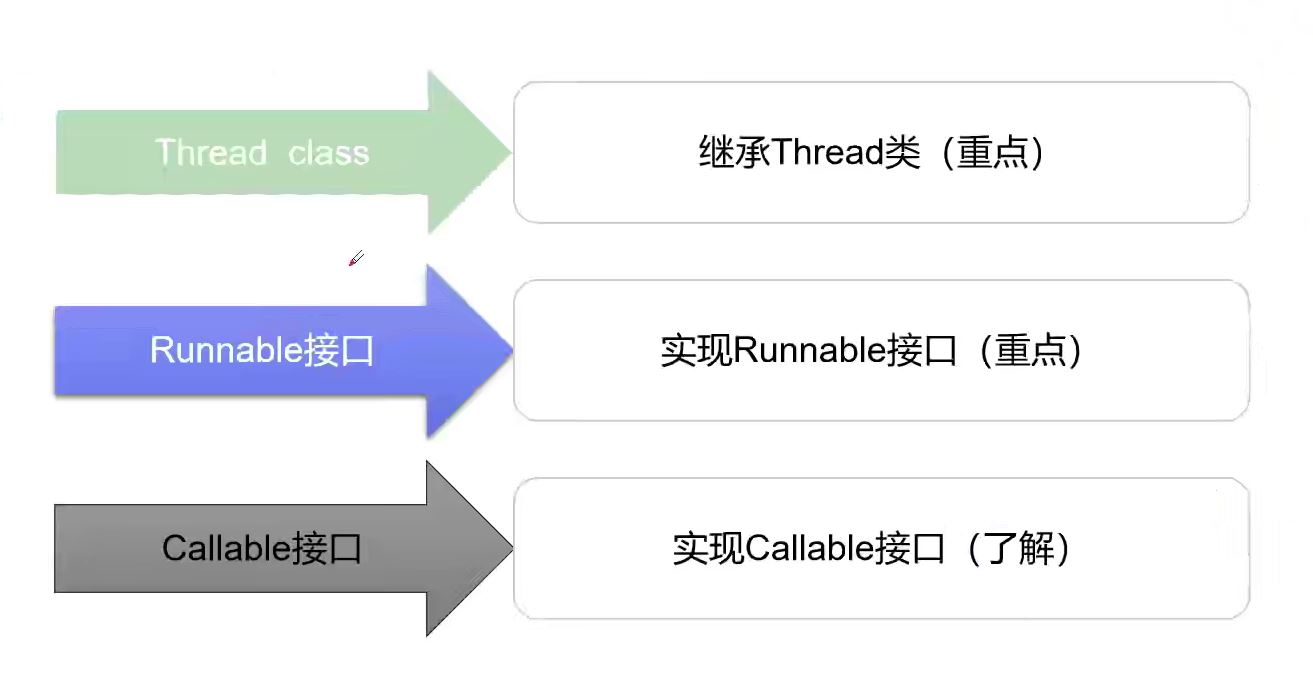 Thread class
继承Thread类（重点）
Runnable接口
实现Runnable接口（重点）
Callable接口
实现Callable接口（了解）